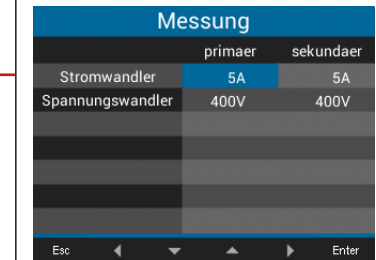 Messung
primaer sekundaer
Stromwandler 5A 5A
Spannungswandler 400V 400V
Esc Enter